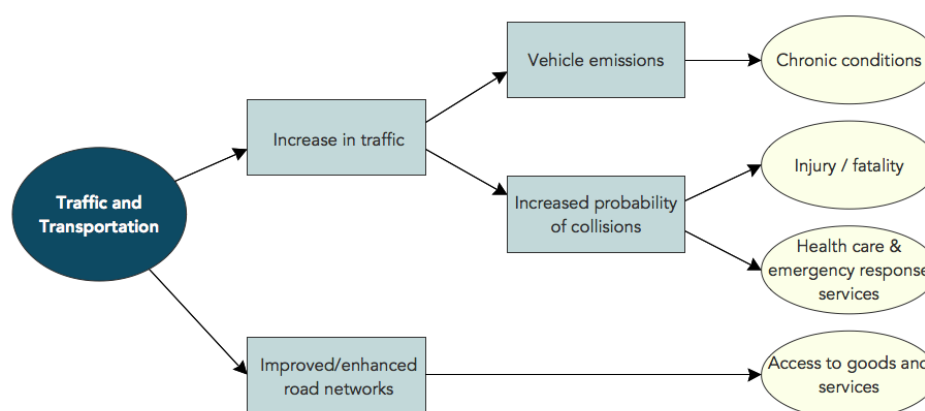 Vehicle emissions
Chronic conditions
Increase in traffic
Injury / fatality
Traffic and
Transportation
Increased probability
of collisions
Health care &
emergency response
services
Improved/enhanced
road networks
Access to goods and
services